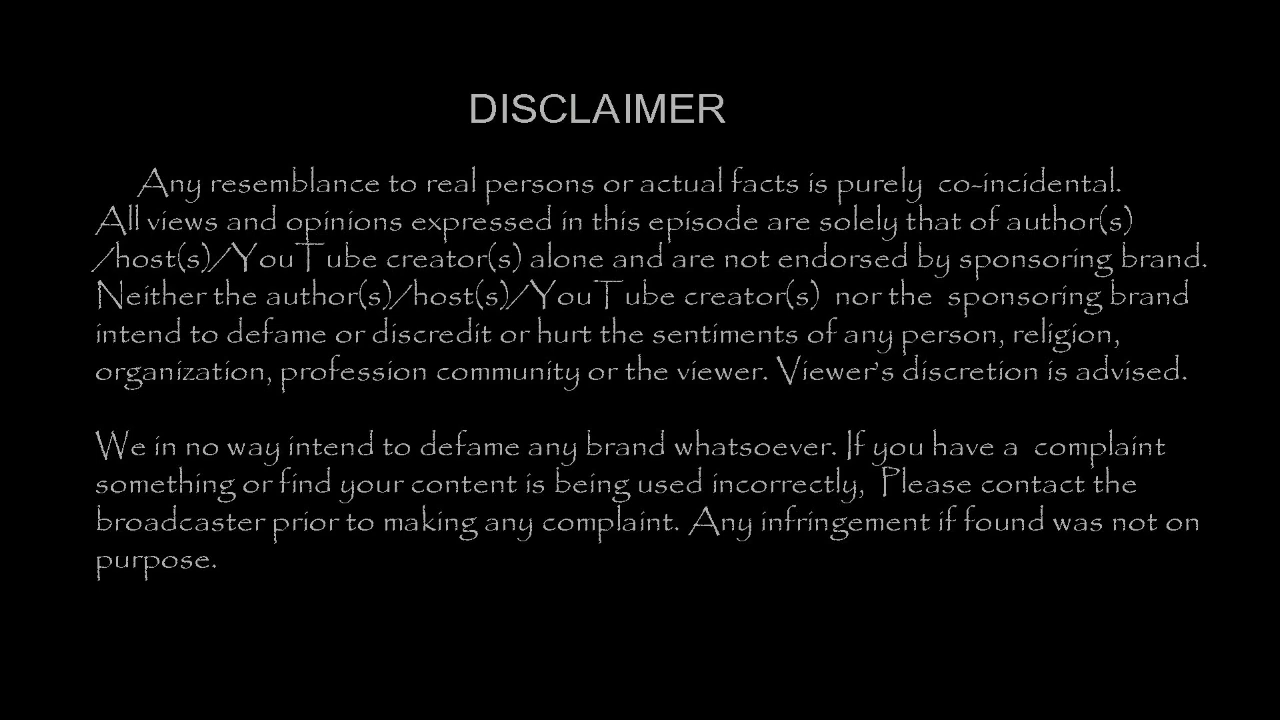 DISCLAIMER
Any resemblance to real persons or actual facts is purely co-incidental.
All views and opinions expressed in this episode are solely that of author(s)
/host(s)/YouTube creator(s) alone and are not endorsed by sponsoring brand.
Neither the author(s)/host(s)/YouTube creator(s) nor the sponsoring brand
intend to defame or discredit or hurt the sentiments of any person, religion,
organization, profession community or the viewer. Viewer's discretion is advised.
We in no way intend to defame any brand whatsoever. If you have a complaint
something or find your content is being used incorrectly, Please contact the
broadcaster prior to making any complaint. Any infringement if found was not on
purpose.